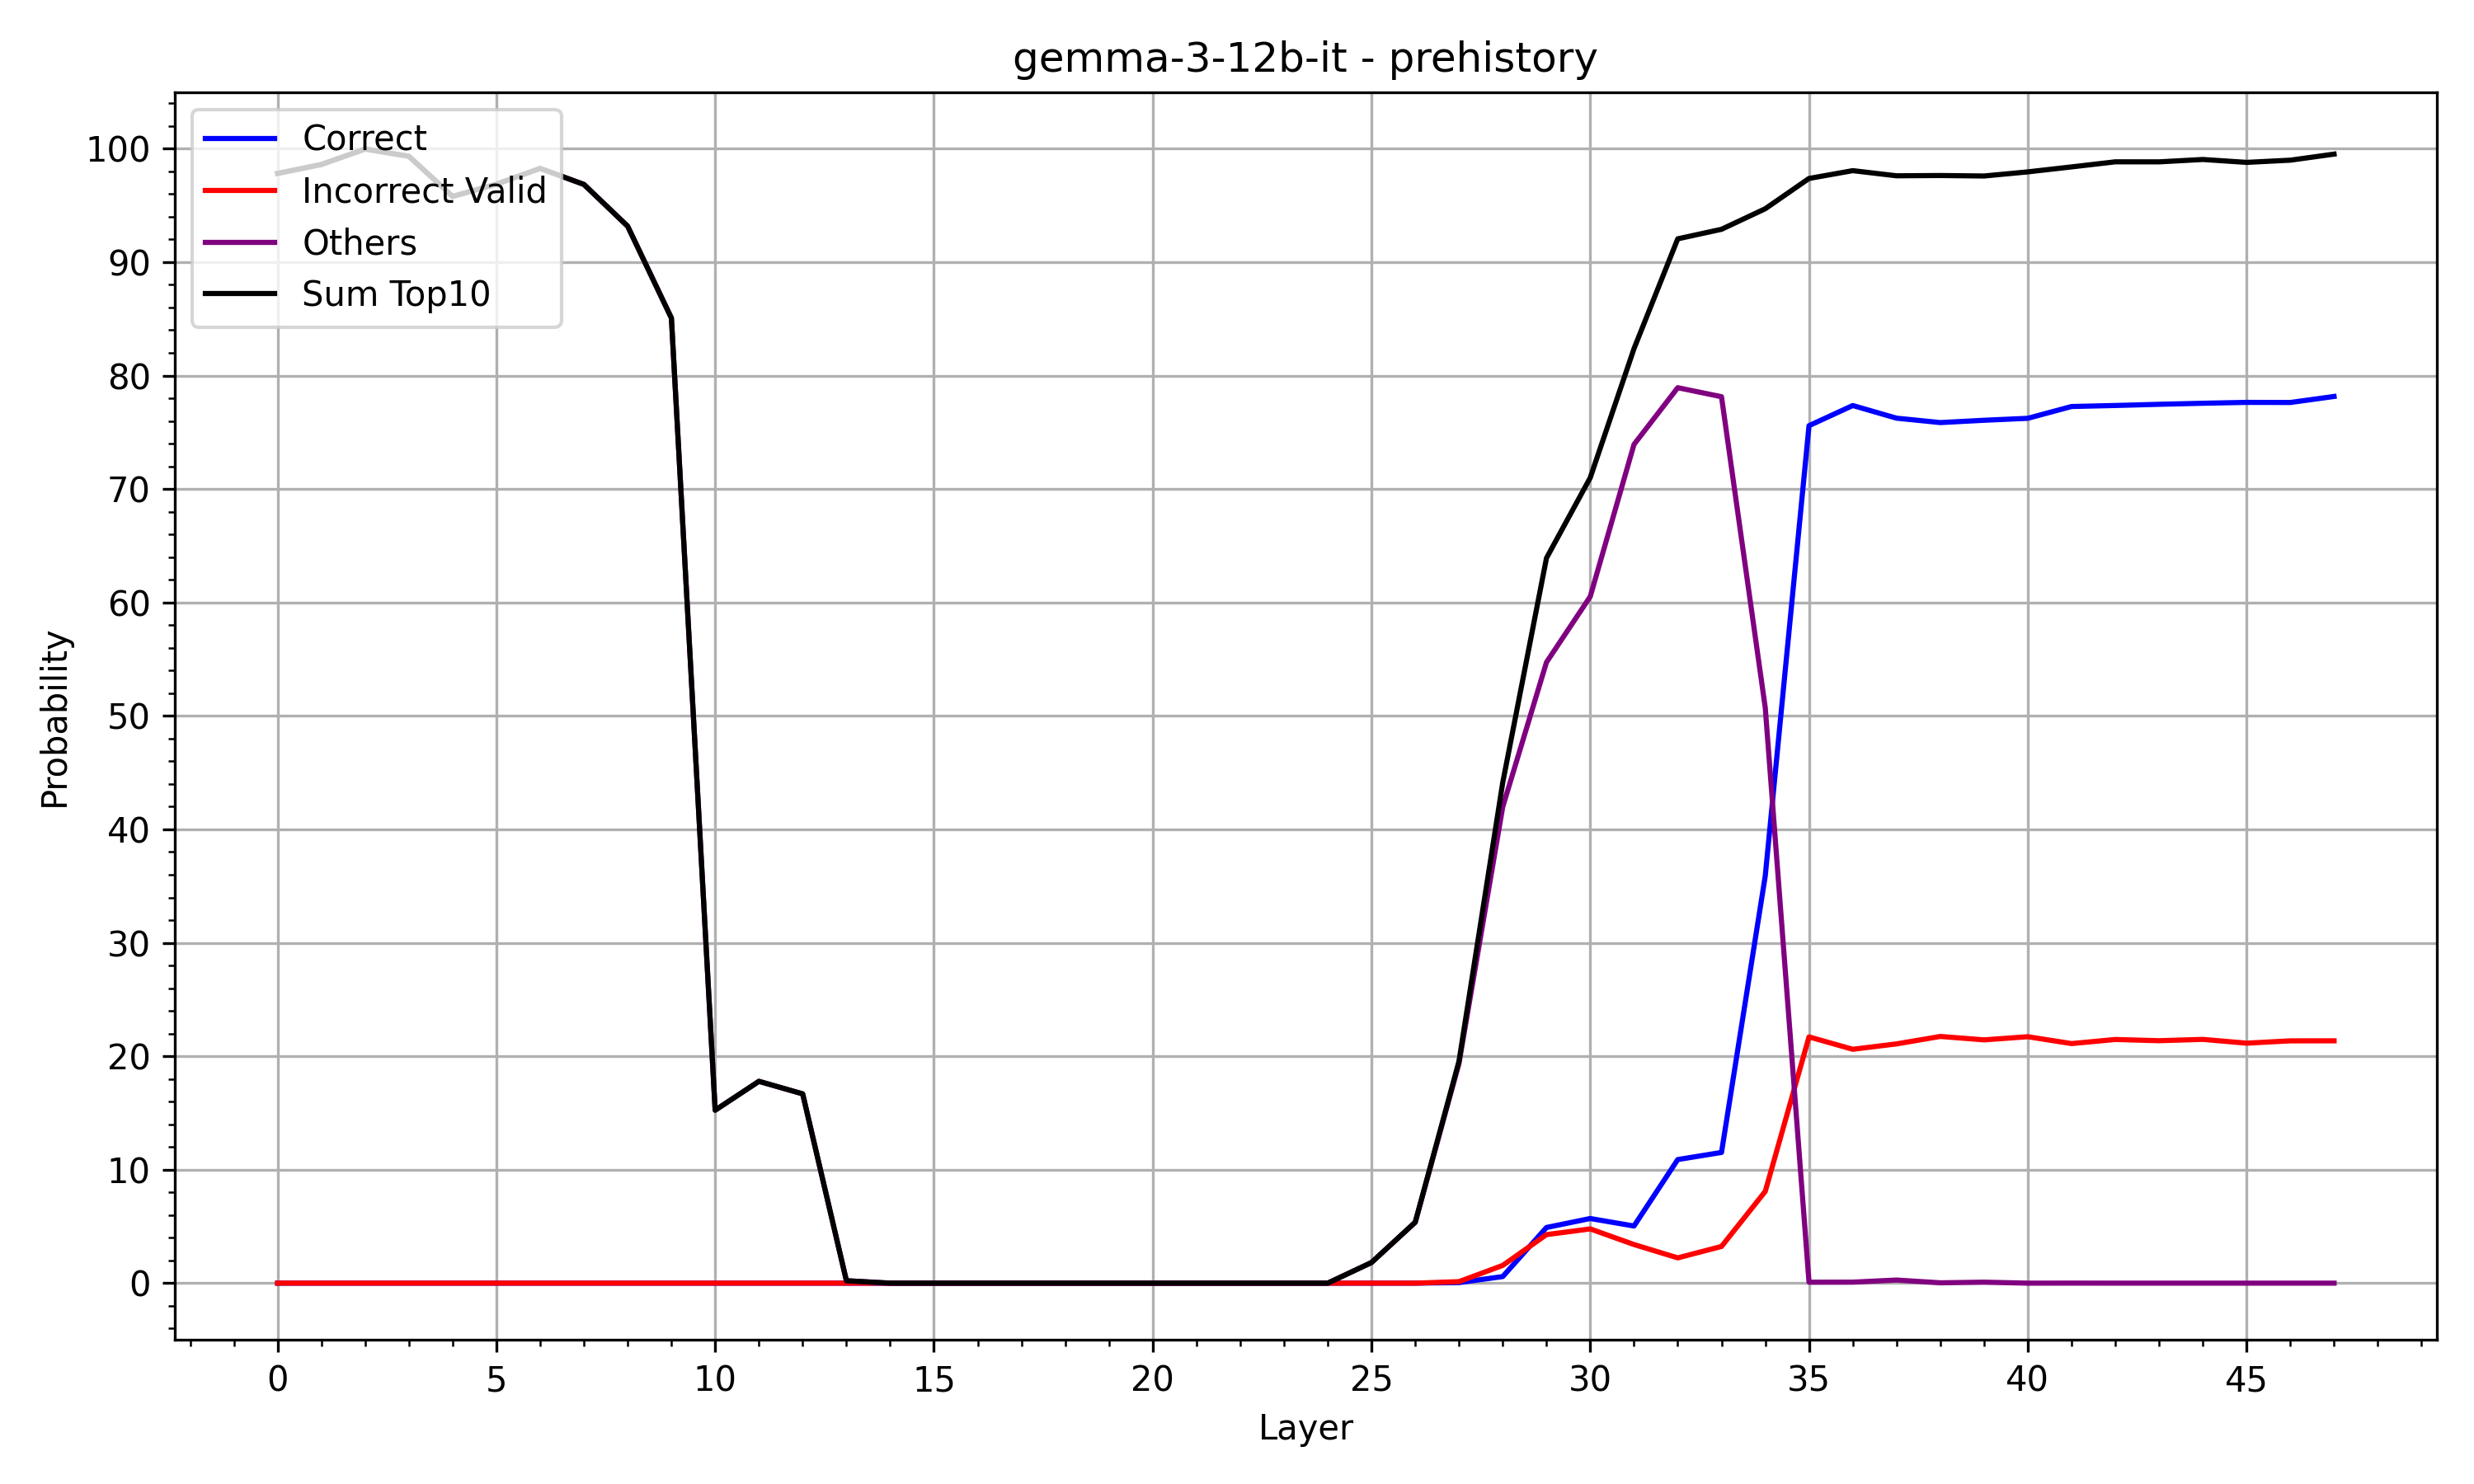 gemma-3-12b-it - prehistory
Correct
Incorrect Valid
Others
Sum Top10
100
90
80
70
60
50
40
30
20
10
0
Probability
0 5 10 15 20 25 30 35 40 45
Layer